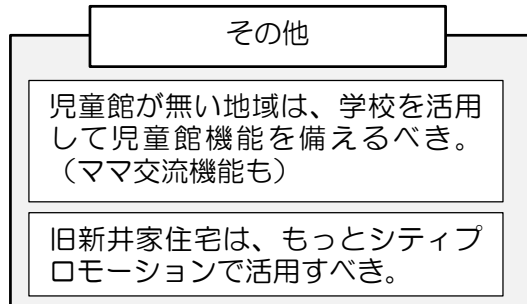 その他
児童館が無い地域は、学校を活用
して児童館機能を備えるべき。
（ママ交流機能も）
旧新井家住宅は、もっとシティプ
ロモーションで活用すべき。